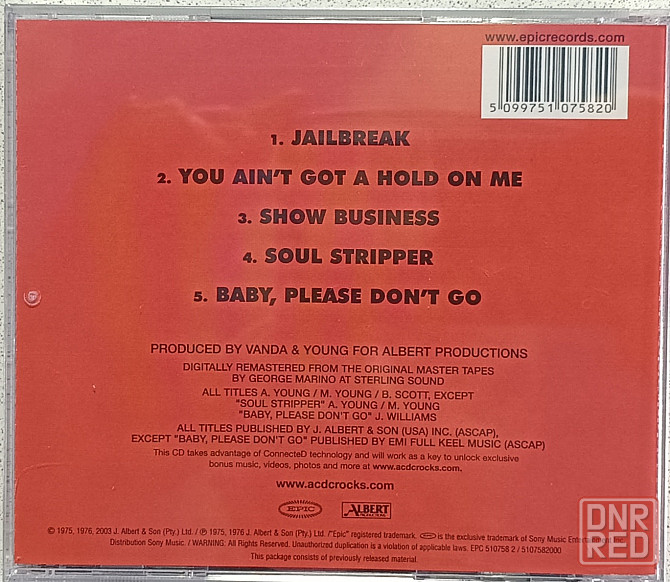 www.epicrecords.com
5 099751 075820
1. JAILBREAK
2. YOU AIN'T GOT A HOLD ON ME
3. SHOW BUSINESS
4. SOUL STRIPPER
5. BABY, PLEASE DON'T GO
PRODUCED BY VANDA & YOUNG FOR ALBERT PRODUCTIONS
DIGITALLY REMASTERED FROM THE ORIGINAL MASTER TAPES
BY GEORGE MARINO AT STERLING SOUND
ALL TITLES A. YOUNG / M. YOUNG / B. SCOTT, EXCEPT
"SOUL STRIPPER" A. YOUNG / M. YOUNG
"BABY, PLEASE DON'T GO" J. WILLIAMS
ALL TITLES PUBLISHED BY J. ALBERT & SON (USA) INC. (ASCAP),
EXCEPT "BABY, PLEASE DON'T GO" PUBLISHED BY EMI FULL KEEL MUSIC (ASCAP)
This CD takes advantage of ConnecteD technology and will work as a key to unlock exclusive
bonus music, videos, photos and more at www.acdcrocks.com.
www.acdcrocks.com
EPIC
ALBERT
PRODUCTIONS
© 1975, 1976, 2003 J. Albert & Son (Pty.) Ltd. / ℗ 1975, 1976 J. Albert & Son (Pty.) Ltd. /"Epic" registered trademark. EPIC is the exclusive trademark of Sony Music Entertainment Inc.
Distribution Sony Music. / WARNING: All Rights Reserved. Unauthorized duplication is a violation of applicable laws. EPC 510758 2 / 5107582000
This package consists of previously released material.
DNR
RED